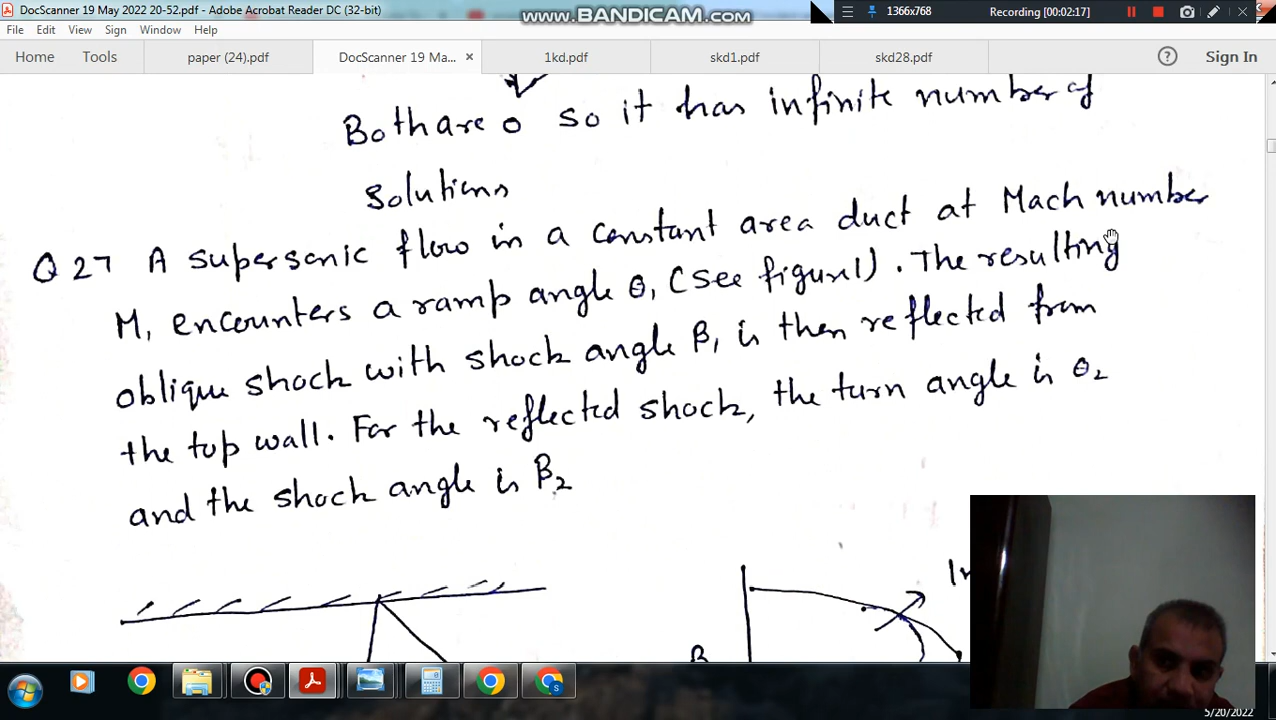 DocScanner 19 May 2022 20-52.pdf - Adobe Acrobat Reader DC (32-bit)
www.BANDICAM.com
1366x768
Recording [00:02:17]
File Edit View Sign Window Help
Home Tools paper (24).pdf DocScanner 19 Ma... × 1kd.pdf skd1.pdf skd28.pdf ? Sign In
Both are 0 so it has infinite number of
solutions
Q 27 A supersonic flow in a constant area duct at Mach number
M, encounters a ramp angle θ, (see figure1). The resulting
oblique shock with shock angle β1 is then reflected from
the top wall. For the reflected shock, the turn angle is θ2
and the shock angle is β2
5/20/2022